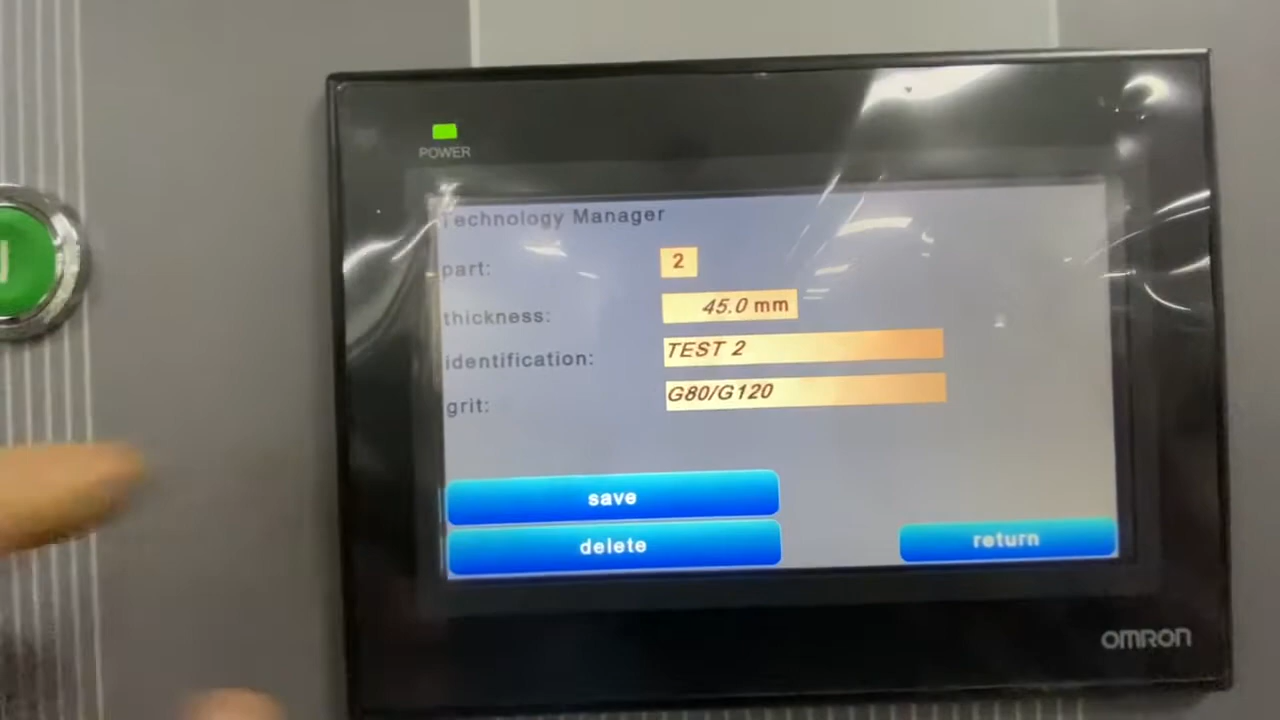 POWER
Technology Manager
part: 2
thickness: 45.0 mm
identification: TEST 2
grit: G80/G120
save
delete
return
OMRON